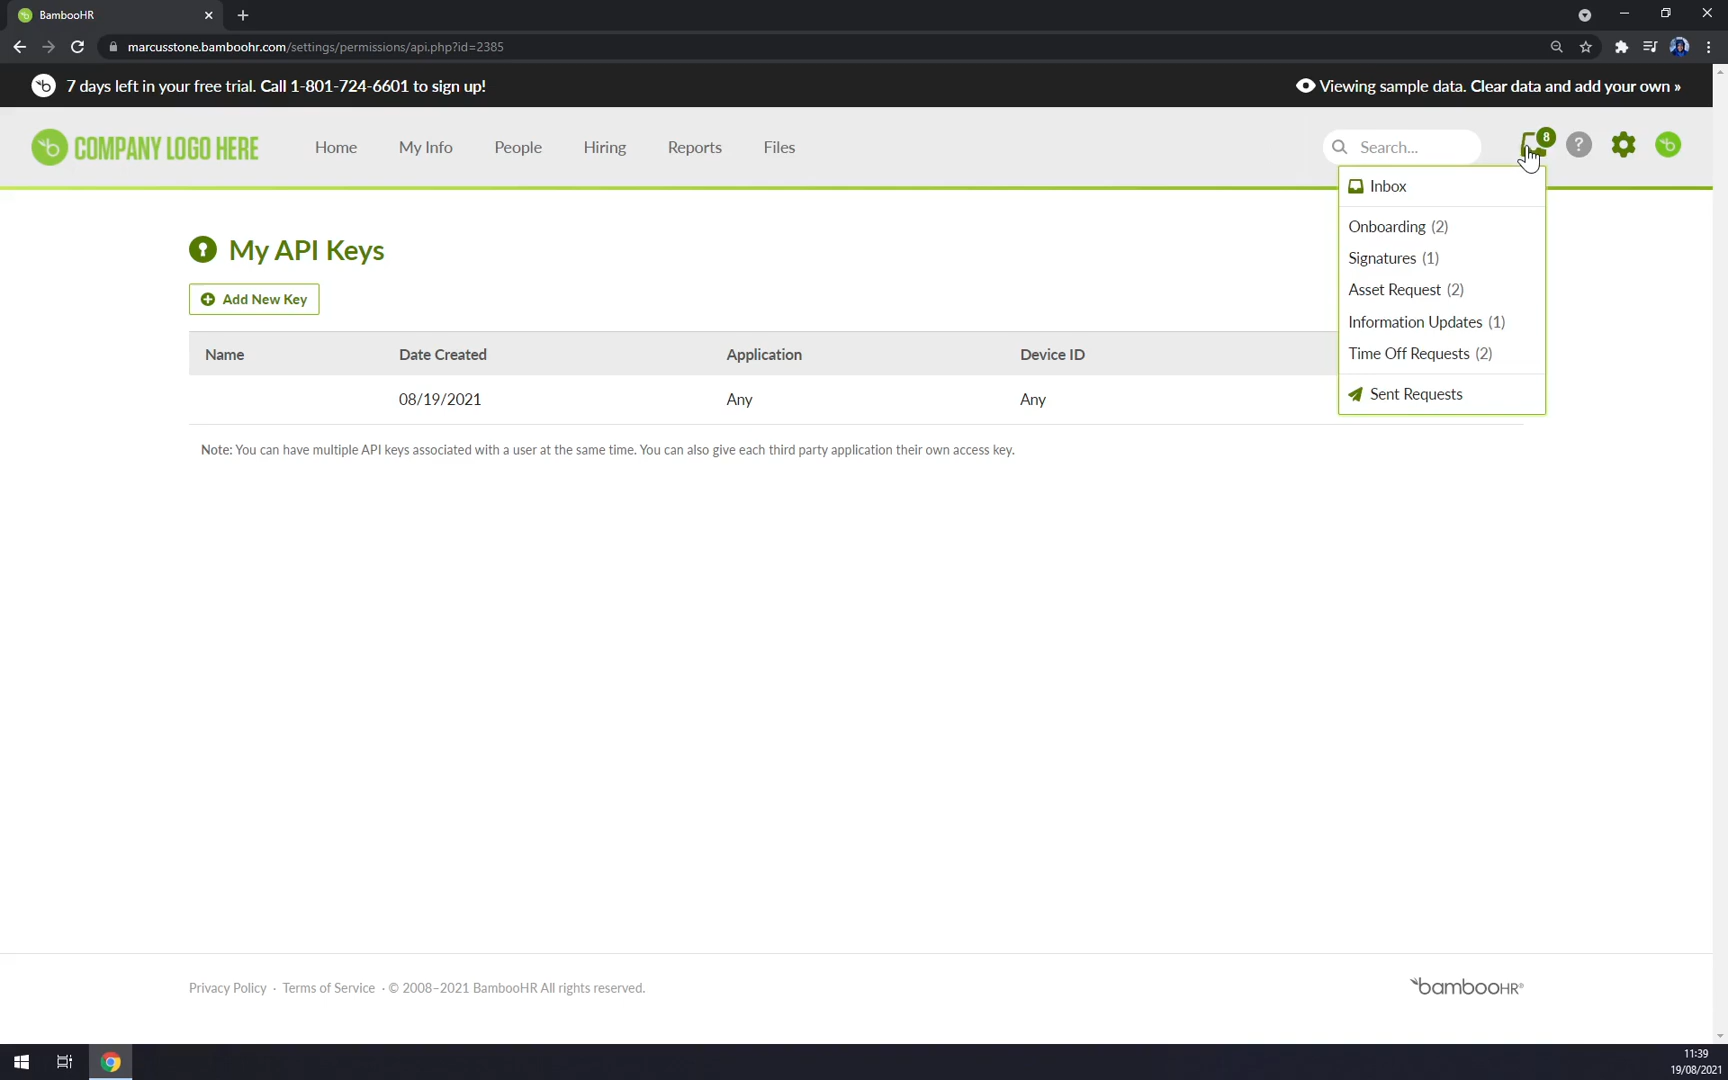 BambooHR
marcusstone.bamboohr.com/settings/permissions/api.php?id=2385
7 days left in your free trial. Call 1-801-724-6601 to sign up!
Viewing sample data. Clear data and add your own »
COMPANY LOGO HERE
Home
My Info
People
Hiring
Reports
Files
Search...
8
?
Inbox
Onboarding (2)
Signatures (1)
Asset Request (2)
Information Updates (1)
Time Off Requests (2)
Sent Requests
My API Keys
Add New Key
Name Date Created Application Device ID
08/19/2021 Any Any
Note: You can have multiple API keys associated with a user at the same time. You can also give each third party application their own access key.
Privacy Policy · Terms of Service · © 2008-2021 BambooHR All rights reserved.
bambooHR®
11:39
19/08/2021